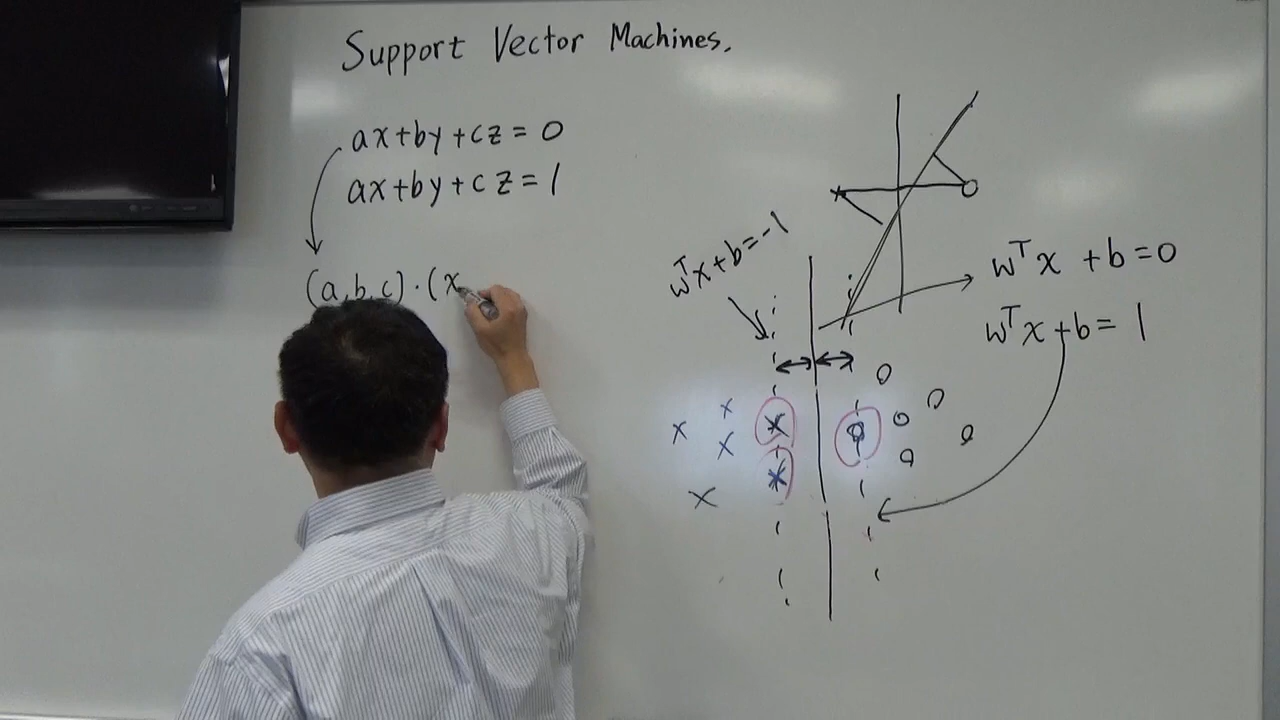 Support Vector Machines.
ax+by+cz=0
ax+by+cz=1
(a,b,c)·(x
wᵀx+b=-1
wᵀx+b=0
wᵀx+b=1